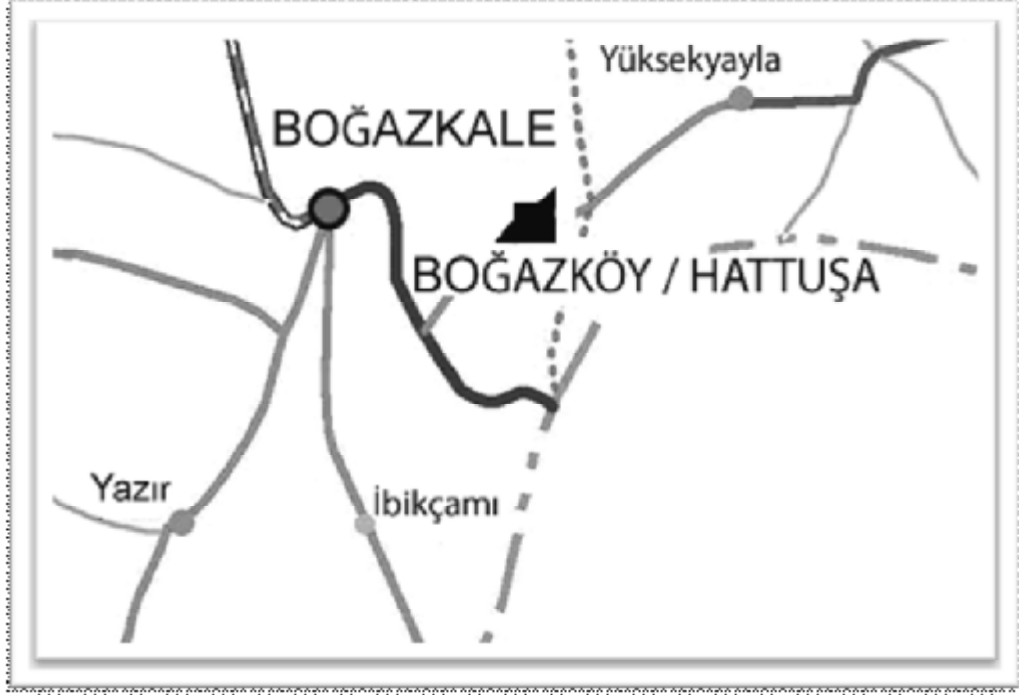 Yüksekyayla
BOĞAZKALE
BOĞAZKÖY / HATTUŞA
Yazır
İbikçamı